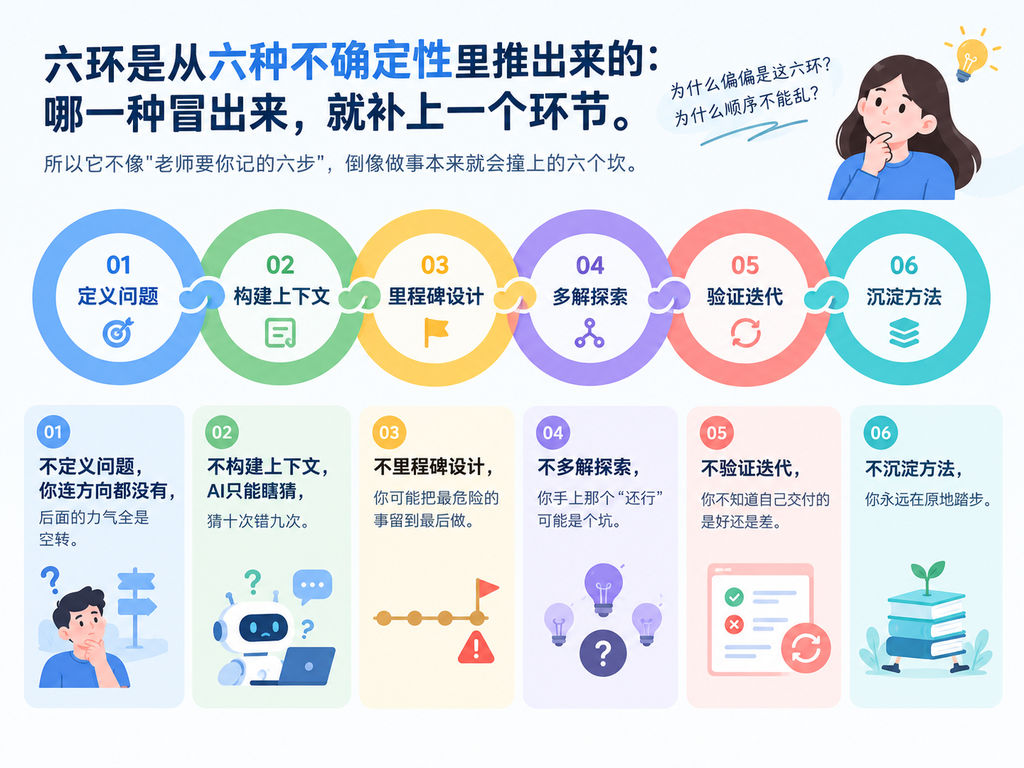 六环是从六种不确定性里推出来的：
哪一种冒出来，就补上一个环节。
所以它不像"老师要你记的六步"，倒像做事本来就会撞上的六个坎。
为什么偏偏是这六环？
为什么顺序不能乱？
01
定义问题
02
构建上下文
03
里程碑设计
04
多解探索
05
验证迭代
06
沉淀方法
01
不定义问题，
你连方向都没有，
后面的力气全是
空转。
?
02
不构建上下文，
AI只能瞎猜，
猜十次错九次。
?
?
03
不里程碑设计，
你可能把最危险的
事留到最后做。
!
04
不多解探索，
你手上那个“还行”
可能是个坑。
?
05
不验证迭代，
你不知道自己交付的
是好还是差。
06
不沉淀方法，
你永远在原地踏步。